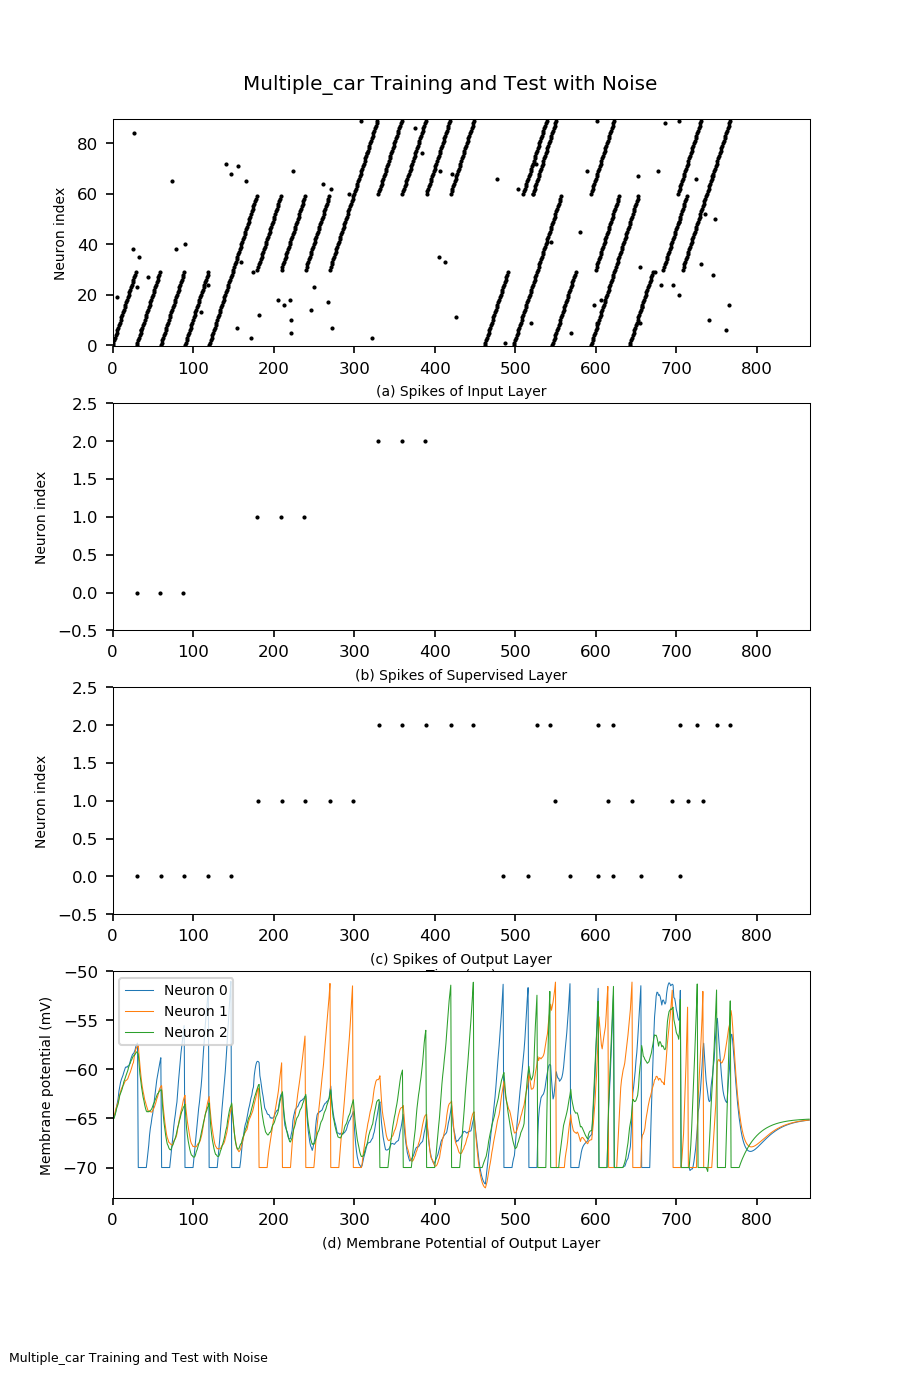 Multiple_car Training and Test with Noise
80
60
40
20
0
Neuron index
0 100 200 300 400 500 600 700 800
(a) Spikes of Input Layer
2.5
2.0
1.5
1.0
0.5
0.0
−0.5
Neuron index
0 100 200 300 400 500 600 700 800
(b) Spikes of Supervised Layer
2.5
2.0
1.5
1.0
0.5
0.0
−0.5
Neuron index
0 100 200 300 400 500 600 700 800
(c) Spikes of Output Layer
−50
−55
−60
−65
−70
Membrane potential (mV)
Neuron 0
Neuron 1
Neuron 2
0 100 200 300 400 500 600 700 800
(d) Membrane Potential of Output Layer
Multiple_car Training and Test with Noise